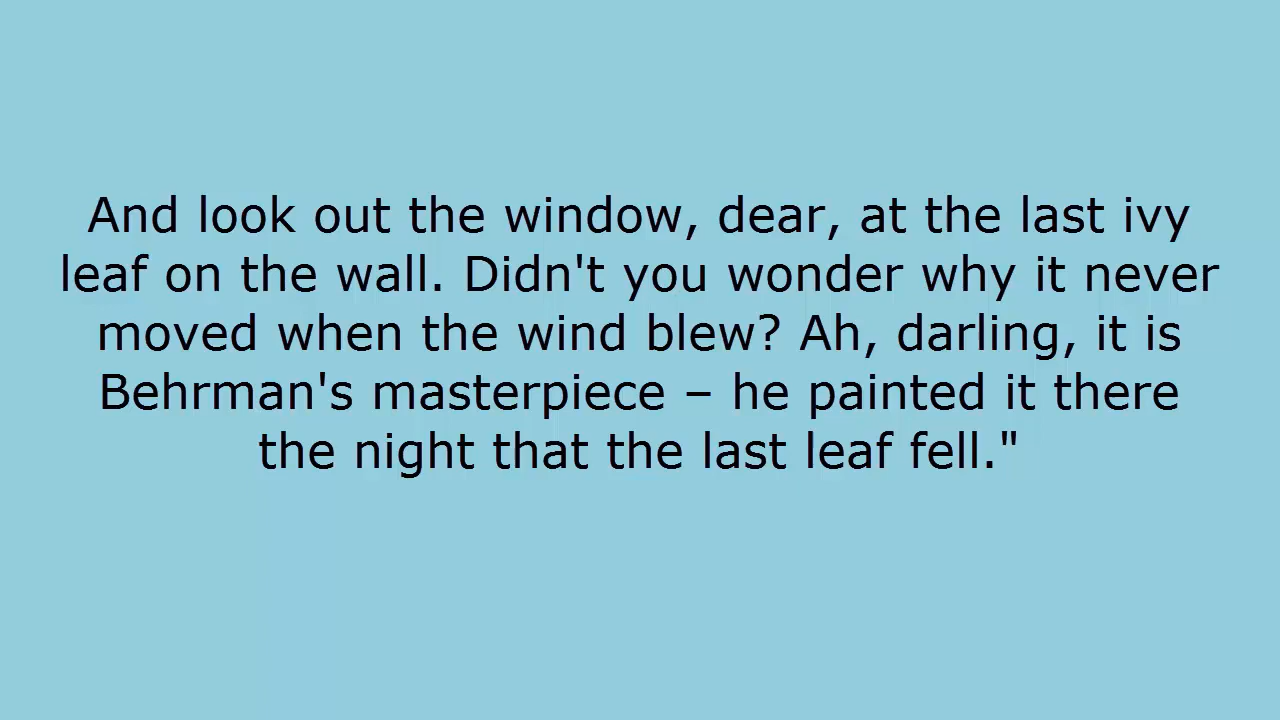 And look out the window, dear, at the last ivy
leaf on the wall. Didn't you wonder why it never
moved when the wind blew? Ah, darling, it is
Behrman's masterpiece – he painted it there
the night that the last leaf fell."